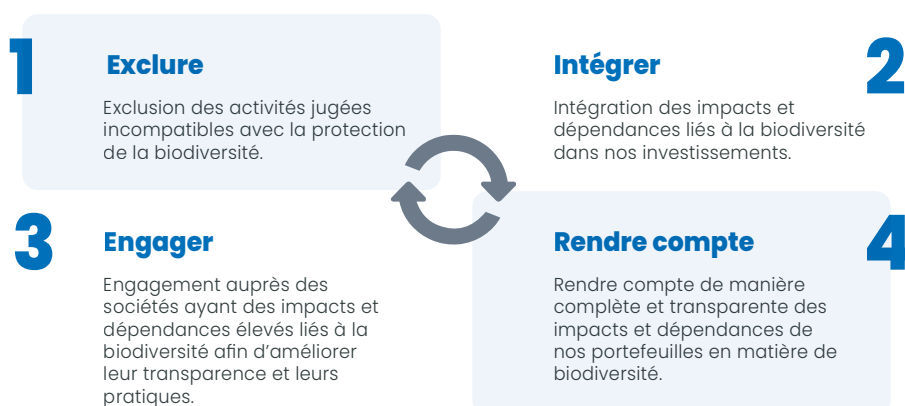 1
Exclure
Exclusion des activités jugées
incompatibles avec la protection
de la biodiversité.
2
Intégrer
Intégration des impacts et
dépendances liés à la biodiversité
dans nos investissements.
3
Engager
Engagement auprès des
sociétés ayant des impacts et
dépendances élevés liés à la
biodiversité afin d’améliorer
leur transparence et leurs
pratiques.
4
Rendre compte
Rendre compte de manière
complète et transparente des
impacts et dépendances de
nos portefeuilles en matière de
biodiversité.